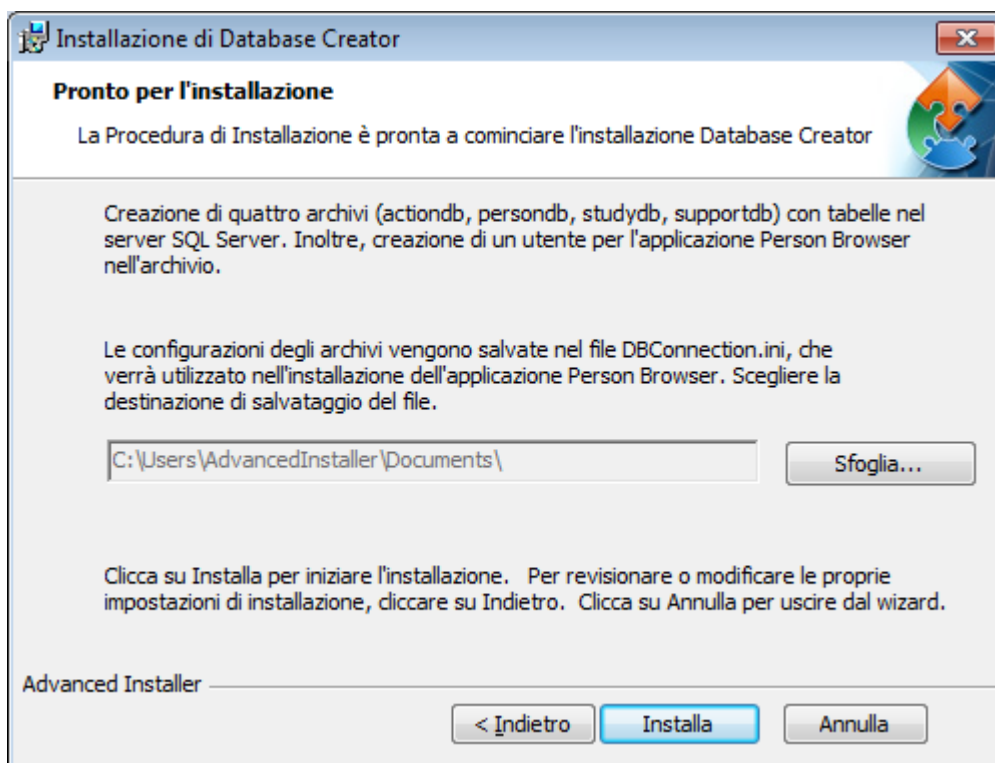 Installazione di Database Creator
Pronto per l'installazione
La Procedura di Installazione è pronta a cominciare l'installazione Database Creator
Creazione di quattro archivi (actiondb, persondb, studydb, supportdb) con tabelle nel
server SQL Server. Inoltre, creazione di un utente per l'applicazione Person Browser
nell'archivio.
Le configurazioni degli archivi vengono salvate nel file DBConnection.ini, che
verrà utilizzato nell'installazione dell'applicazione Person Browser. Scegliere la
destinazione di salvataggio del file.
C:\Users\AdvancedInstaller\Documents\
Sfoglia...
Clicca su Installa per iniziare l'installazione.   Per revisionare o modificare le proprie
impostazioni di installazione, cliccare su Indietro.  Clicca su Annulla per uscire dal wizard.
Advanced Installer
< Indietro
Installa
Annulla